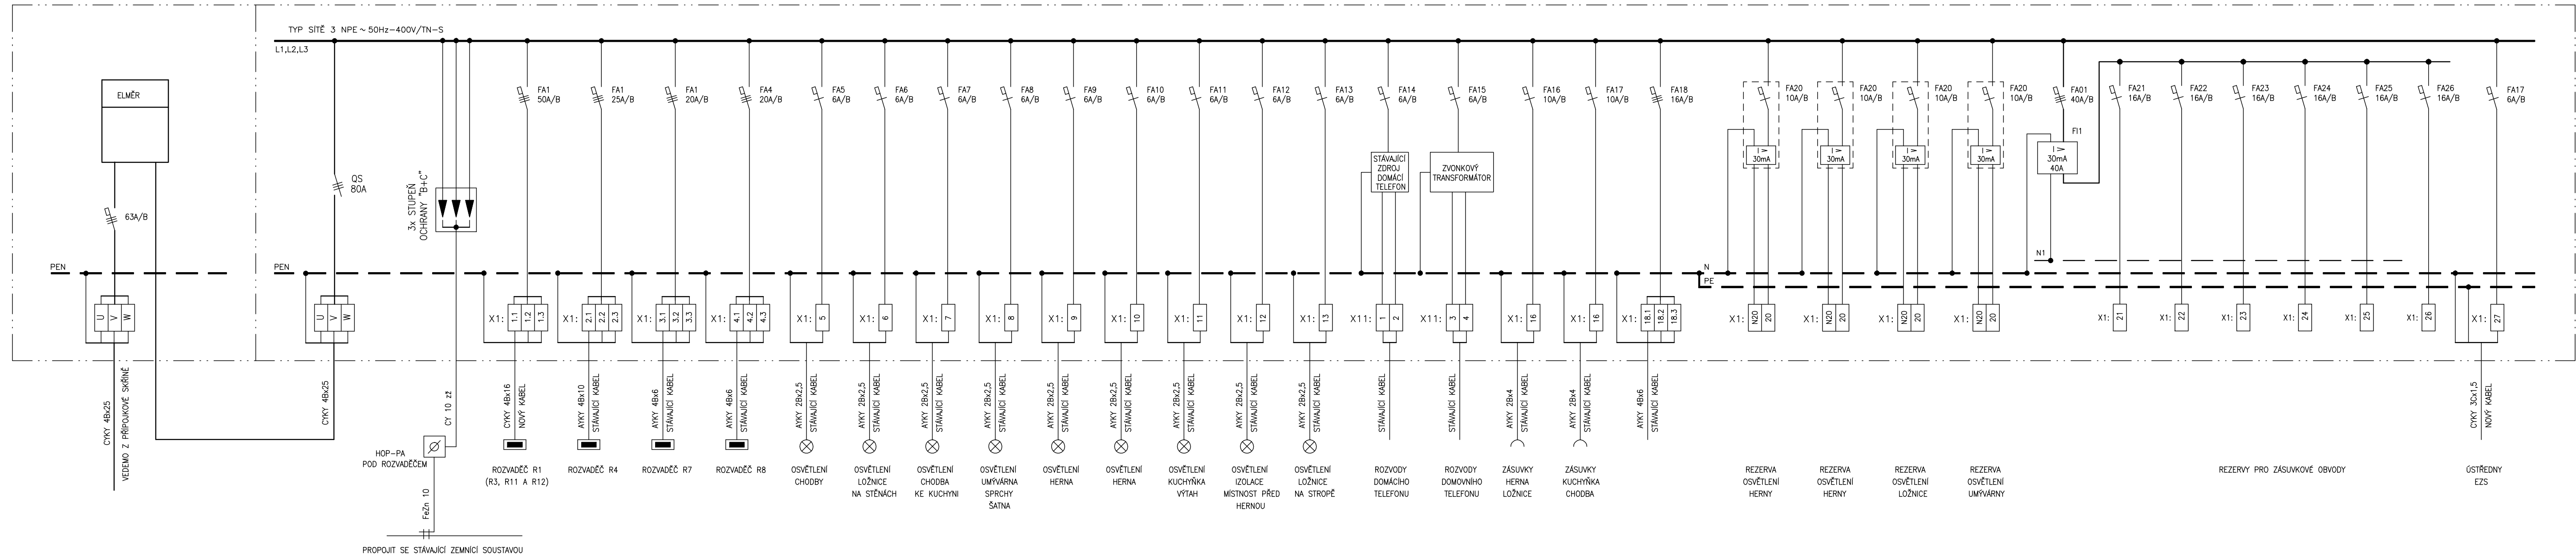 TYP SÍTĚ 3 NPE ~ 50Hz-400V/TN-S
L1,L2,L3
ELMĚR
63A/B
QS
80A
3x STUPEŇ
OCHRANY "B+C"
FA1
50A/B
FA1
25A/B
FA1
20A/B
FA4
20A/B
FA5
6A/B
FA6
6A/B
FA7
6A/B
FA8
6A/B
FA9
6A/B
FA10
6A/B
FA11
6A/B
FA12
6A/B
FA13
6A/B
FA14
6A/B
FA15
6A/B
FA16
10A/B
FA17
10A/B
FA18
16A/B
FA20
10A/B
FA20
10A/B
FA20
10A/B
FA20
10A/B
FA01
40A/B
FA21
16A/B
FA22
16A/B
FA23
16A/B
FA24
16A/B
FA25
16A/B
FA26
16A/B
FA17
6A/B
STÁVAJÍCÍ
ZDROJ
DOMÁCÍ
TELEFON
ZVONKOVÝ
TRANSFORMÁTOR
I ≥
30mA
I ≥
30mA
I ≥
30mA
I ≥
30mA
FI1
I ≥
30mA
40A
PEN
PEN
N
PE
N1
U V W
U V W
X1: 1.1 1.2 1.3
X1: 2.1 2.2 2.3
X1: 3.1 3.2 3.3
X1: 4.1 4.2 4.3
X1: 5
X1: 6
X1: 7
X1: 8
X1: 9
X1: 10
X1: 11
X1: 12
X1: 13
X11: 1 2
X11: 3 4
X1: 16
X1: 16
X1: 18.1 18.2 18.3
X1: N20 20
X1: N20 20
X1: N20 20
X1: N20 20
X1: 21
X1: 22
X1: 23
X1: 24
X1: 25
X1: 26
X1: 27
CYKY 4Bx25
VEDEMO Z PŘÍPOJKOVÉ SKŘÍNĚ
CYKY 4Bx25
CY 10 zž
CYKY 4Bx16
NOVÝ KABEL
AYKY 4Bx10
STÁVAJÍCÍ KABEL
AYKY 4Bx6
STÁVAJÍCÍ KABEL
AYKY 4Bx6
STÁVAJÍCÍ KABEL
AYKY 2Bx2,5
STÁVAJÍCÍ KABEL
AYKY 2Bx2,5
STÁVAJÍCÍ KABEL
AYKY 2Bx2,5
STÁVAJÍCÍ KABEL
AYKY 2Bx2,5
STÁVAJÍCÍ KABEL
AYKY 2Bx2,5
STÁVAJÍCÍ KABEL
AYKY 2Bx2,5
STÁVAJÍCÍ KABEL
AYKY 2Bx2,5
STÁVAJÍCÍ KABEL
AYKY 2Bx2,5
STÁVAJÍCÍ KABEL
AYKY 2Bx2,5
STÁVAJÍCÍ KABEL
STÁVAJÍCÍ KABEL
STÁVAJÍCÍ KABEL
AYKY 2Bx4
STÁVAJÍCÍ KABEL
AYKY 2Bx4
STÁVAJÍCÍ KABEL
AYKY 4Bx6
STÁVAJÍCÍ KABEL
CYKY 3Cx1,5
NOVÝ KABEL
HOP-PA
POD ROZVADĚČEM
FeZn 10
PROPOJIT SE STÁVAJÍCÍ ZEMNÍCÍ SOUSTAVOU
ROZVADĚČ R1
(R3, R11 A R12)
ROZVADĚČ R4
ROZVADĚČ R7
ROZVADĚČ R8
OSVĚTLENÍ
CHODBY
OSVĚTLENÍ
LOŽNICE
NA STĚNÁCH
OSVĚTLENÍ
CHODBA
KE KUCHYNI
OSVĚTLENÍ
UMÝVÁRNA
SPRCHY
ŠATNA
OSVĚTLENÍ
HERNA
OSVĚTLENÍ
HERNA
OSVĚTLENÍ
KUCHYŇKA
VÝTAH
OSVĚTLENÍ
IZOLACE
MÍSTNOST PŘED
HERNOU
OSVĚTLENÍ
LOŽNICE
NA STROPĚ
ROZVODY
DOMÁCÍHO
TELEFONU
ROZVODY
DOMOVNÍHO
TELEFONU
ZÁSUVKY
HERNA
LOŽNICE
ZÁSUVKY
KUCHYŇKA
CHODBA
REZERVA
OSVĚTLENÍ
HERNY
REZERVA
OSVĚTLENÍ
HERNY
REZERVA
OSVĚTLENÍ
LOŽNICE
REZERVA
OSVĚTLENÍ
UMÝVÁRNY
REZERVY PRO ZÁSUVKOVÉ OBVODY
ÚSTŘEDNY
EZS